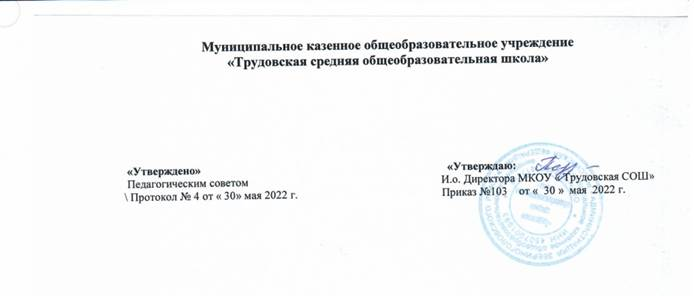 Муниципальное казенное общеобразовательное учреждение
«Трудовская средняя общеобразовательная школа»
«Утверждено»
Педагогическим советом
\ Протокол № 4 от « 30» мая 2022 г.
«Утверждаю:
И.о. Директора МКОУ « Трудовская СОШ»
Приказ №103 от « 30 » мая 2022 г.